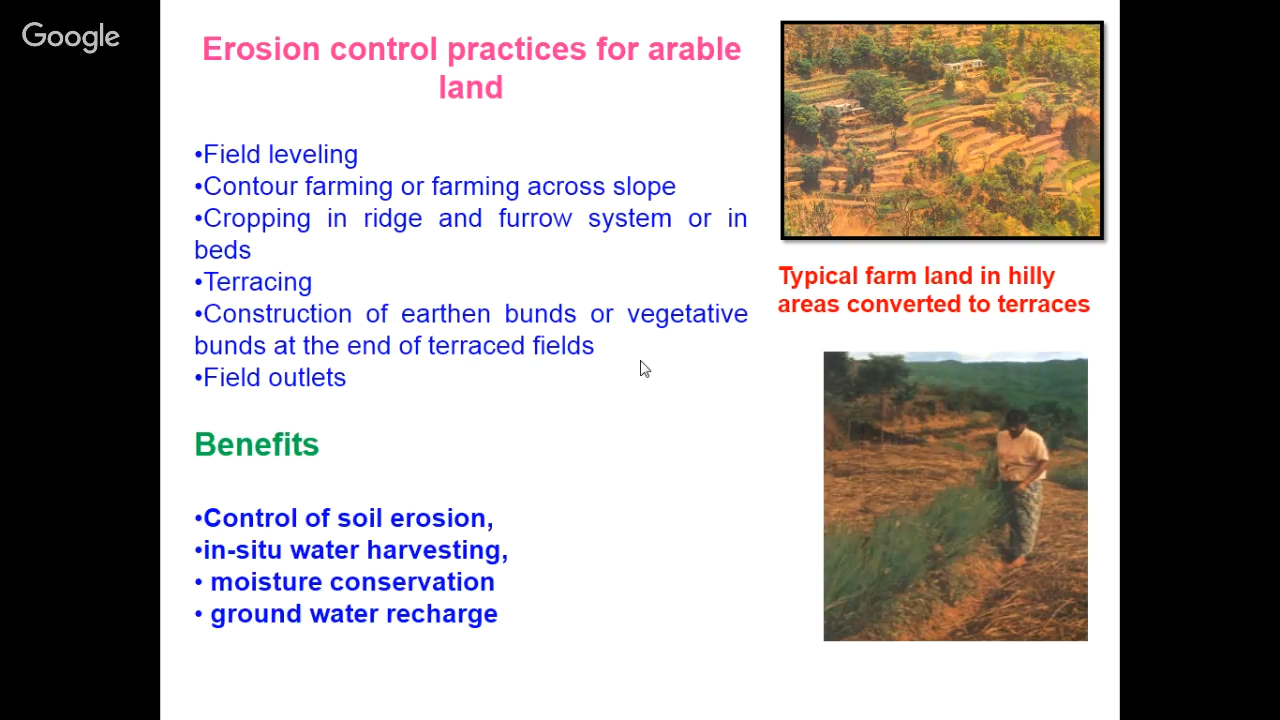 Google
Erosion control practices for arable
land
•Field leveling
•Contour farming or farming across slope
•Cropping in ridge and furrow system or in
beds
•Terracing
•Construction of earthen bunds or vegetative
bunds at the end of terraced fields
•Field outlets
Benefits
•Control of soil erosion,
•in-situ water harvesting,
• moisture conservation
• ground water recharge
Typical farm land in hilly
areas converted to terraces